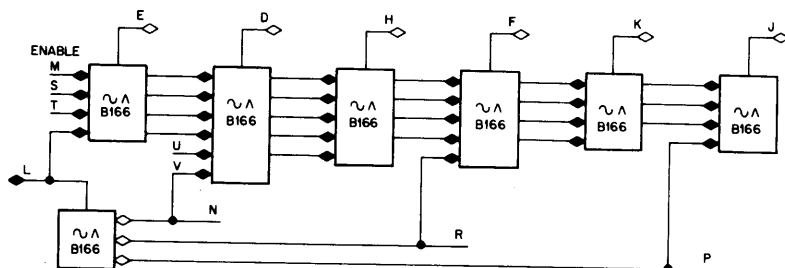 E D H F K J
ENABLE
M
S
T
∿ ∧ B166
∿ ∧ B166
∿ ∧ B166
∿ ∧ B166
∿ ∧ B166
∿ ∧ B166
U
V
L
N
R
P
∿ ∧ B166